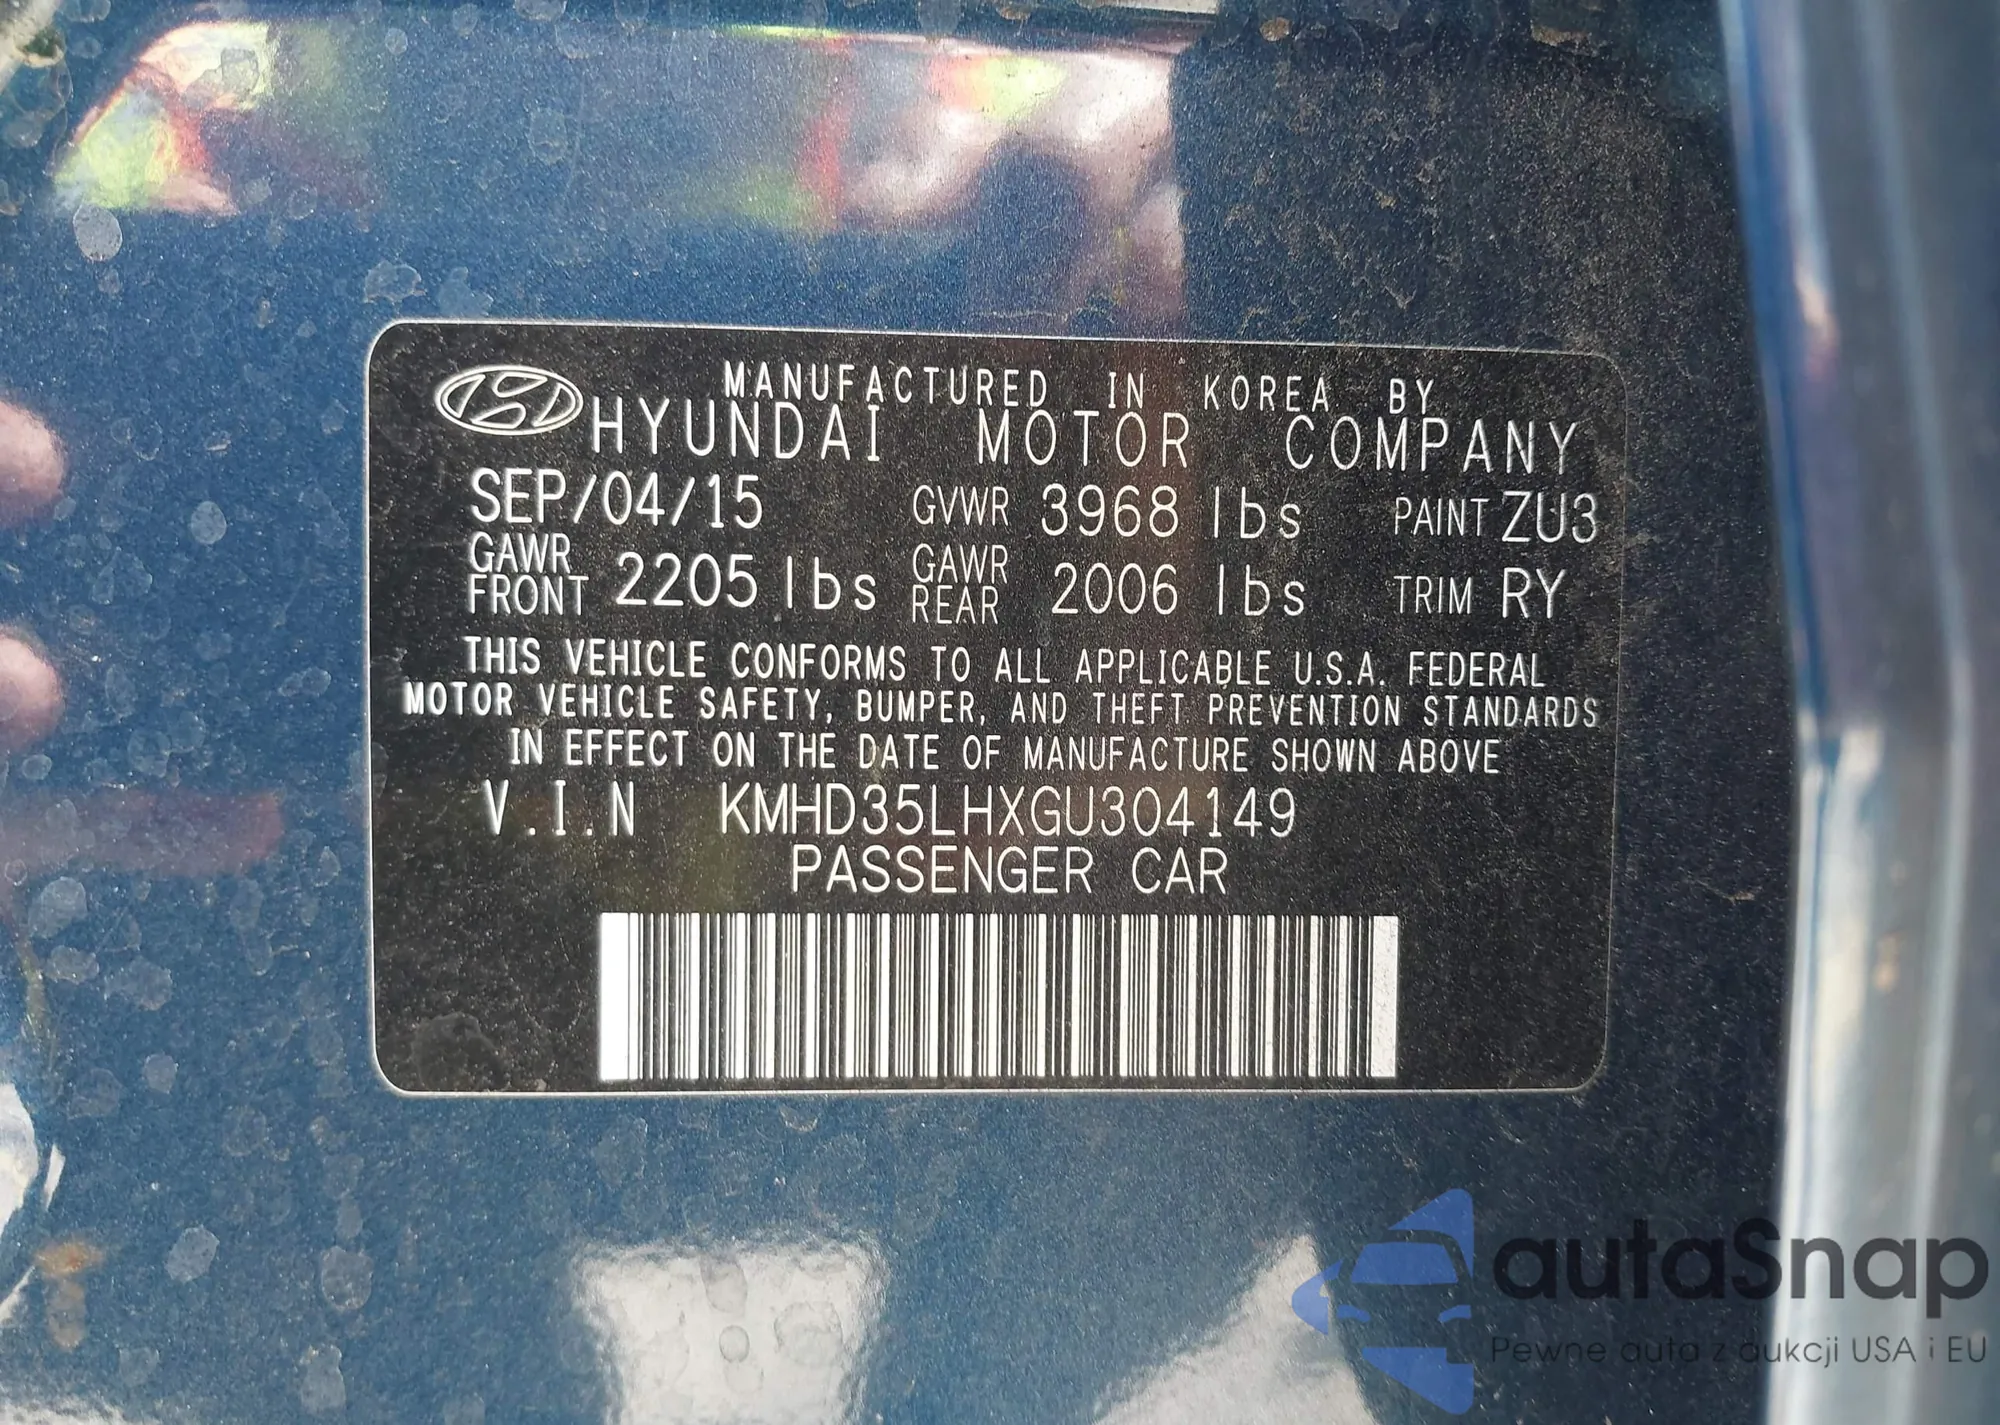 MANUFACTURED IN KOREA BY
HYUNDAI MOTOR COMPANY
SEP/04/15 GVWR 3968 lbs PAINT ZU3
GAWR FRONT 2205 lbs GAWR REAR 2006 lbs TRIM RY
THIS VEHICLE CONFORMS TO ALL APPLICABLE U.S.A. FEDERAL
MOTOR VEHICLE SAFETY, BUMPER, AND THEFT PREVENTION STANDARDS
IN EFFECT ON THE DATE OF MANUFACTURE SHOWN ABOVE
V.I.N KMHD35LHXGU304149
PASSENGER CAR
autoSnap
Pewne auta z aukcji USA i EU